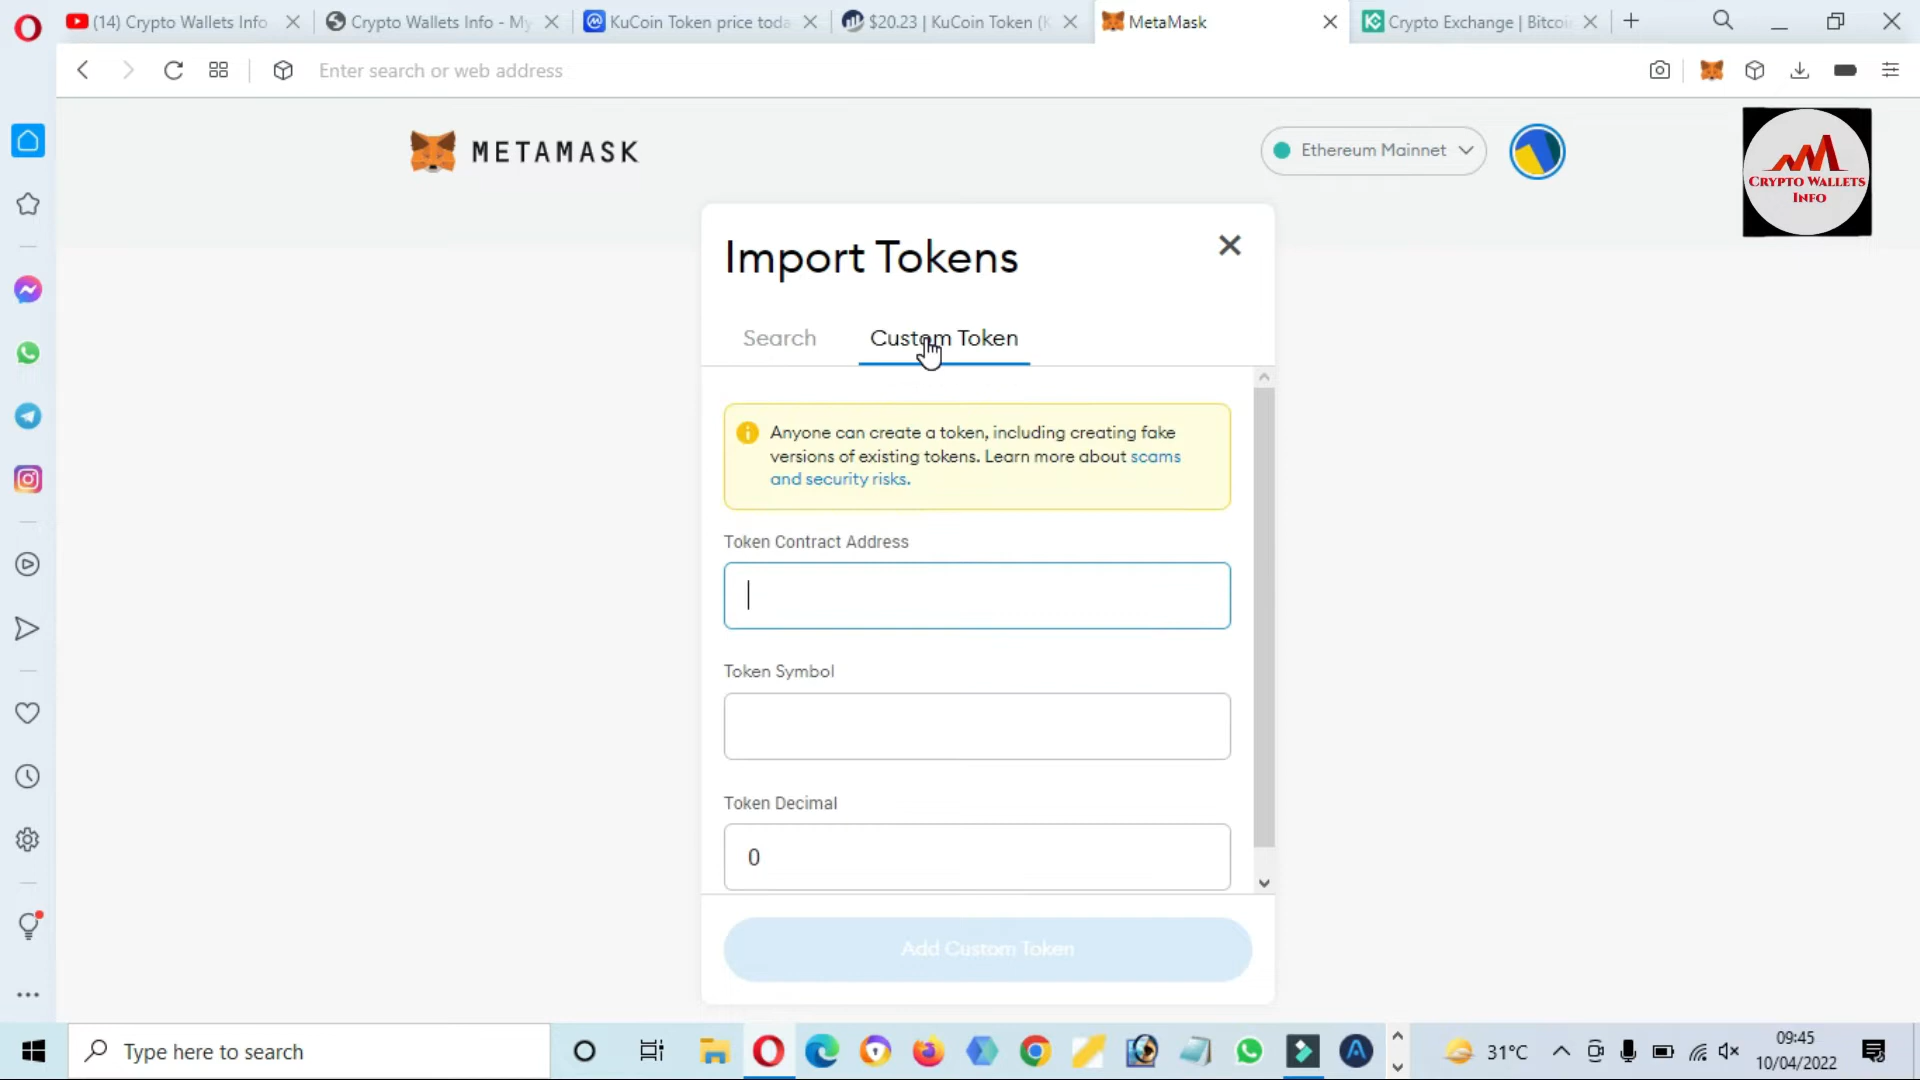 (14) Crypto Wallets Info
Crypto Wallets Info - My
KuCoin Token price toda
$20.23 | KuCoin Token (K
MetaMask
Crypto Exchange | Bitcoi
Enter search or web address
METAMASK
Ethereum Mainnet
CRYPTO WALLETS
INFO
Import Tokens
Search
Custom Token
Anyone can create a token, including creating fake
versions of existing tokens. Learn more about scams
and security risks.
Token Contract Address
Token Symbol
Token Decimal
0
Add Custom Token
Type here to search
31°C
09:45
10/04/2022